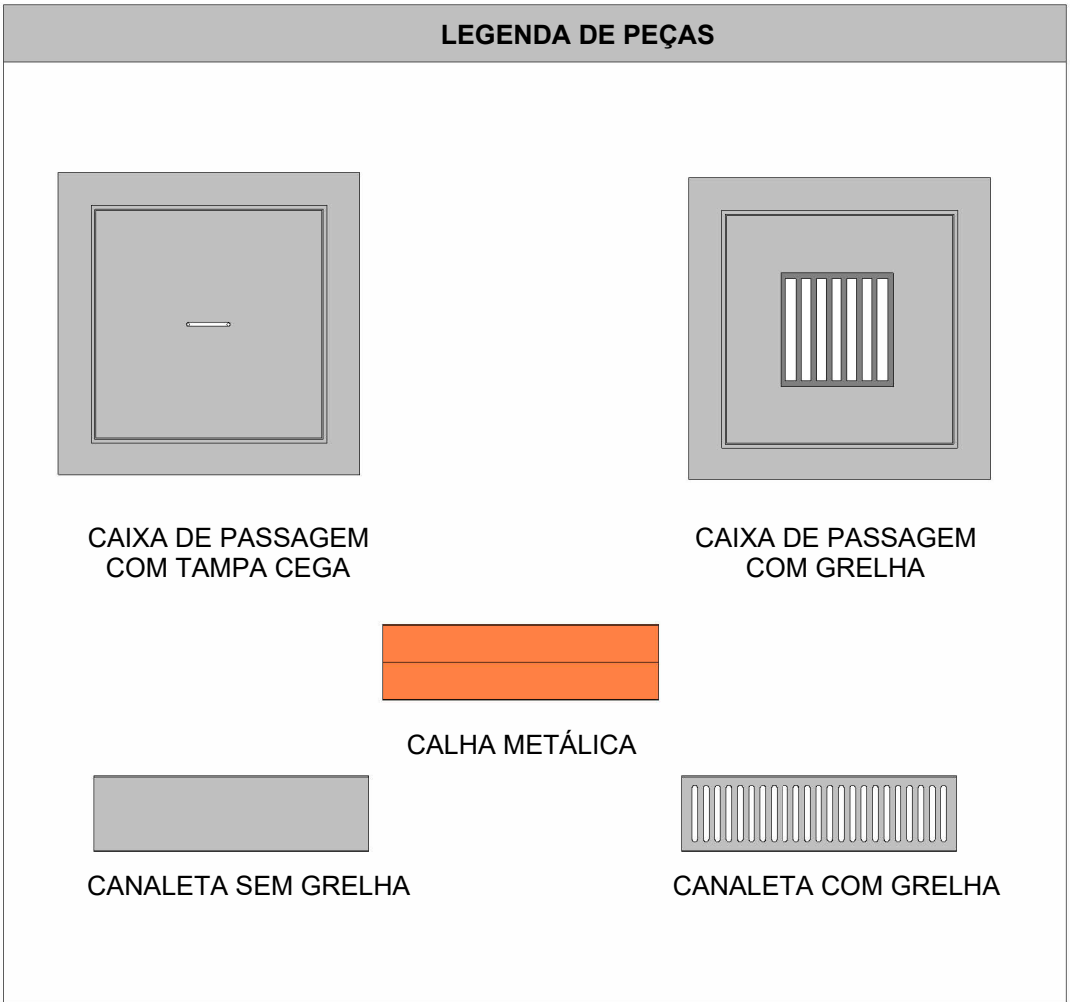 LEGENDA DE PEÇAS
CAIXA DE PASSAGEM
COM TAMPA CEGA
CAIXA DE PASSAGEM
COM GRELHA
CALHA METÁLICA
CANALETA SEM GRELHA
CANALETA COM GRELHA